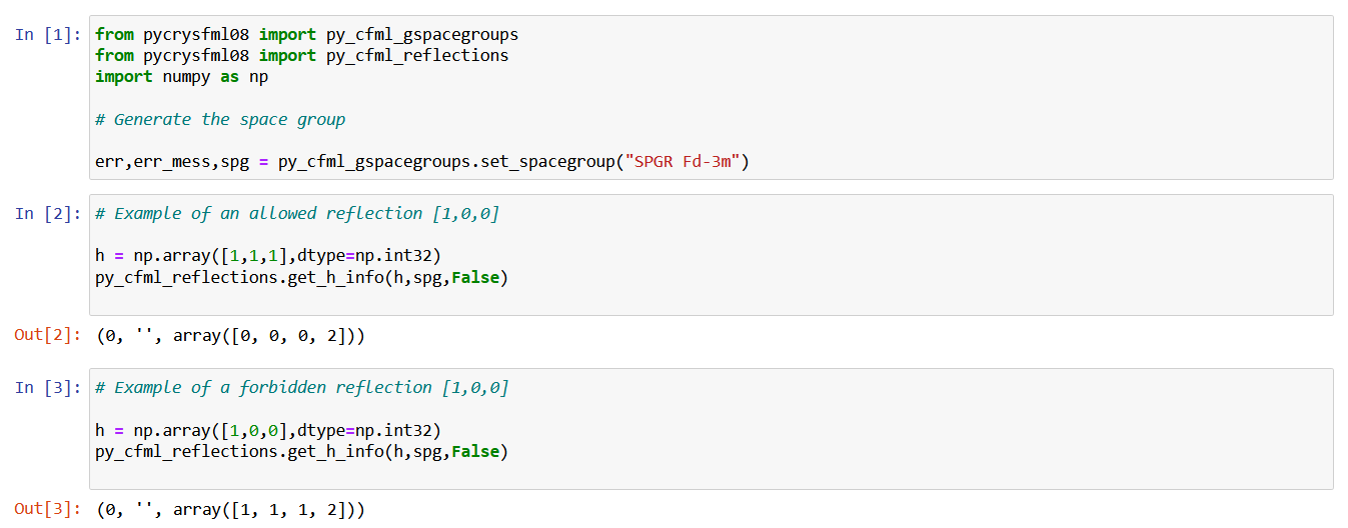 In [1]: from pycrysfml08 import py_cfml_gspacegroups
from pycrysfml08 import py_cfml_reflections
import numpy as np
# Generate the space group
err,err_mess,spg = py_cfml_gspacegroups.set_spacegroup("SPGR Fd-3m")
In [2]: # Example of an allowed reflection [1,0,0]
h = np.array([1,1,1],dtype=np.int32)
py_cfml_reflections.get_h_info(h,spg,False)
Out[2]: (0, '', array([0, 0, 0, 2]))
In [3]: # Example of a forbidden reflection [1,0,0]
h = np.array([1,0,0],dtype=np.int32)
py_cfml_reflections.get_h_info(h,spg,False)
Out[3]: (0, '', array([1, 1, 1, 2]))